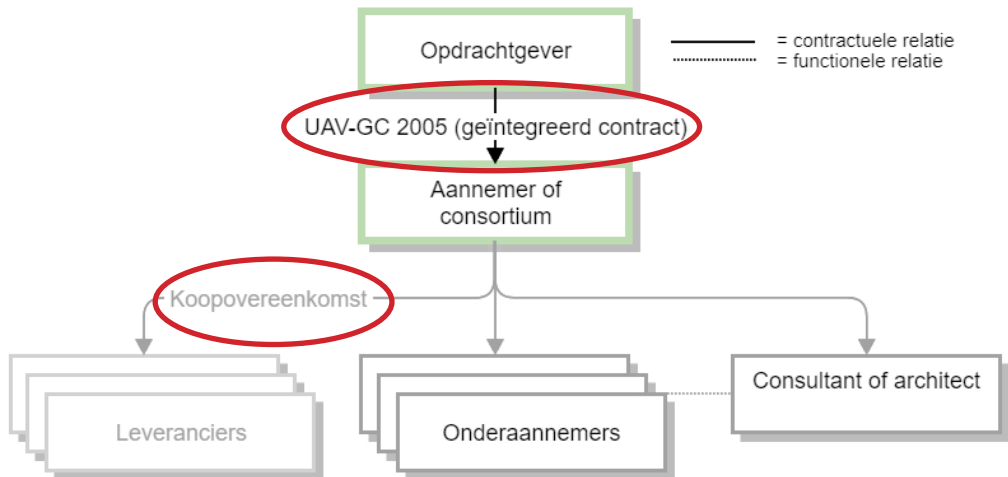 Opdrachtgever
= contractuele relatie
= functionele relatie
UAV-GC 2005 (geïntegreerd contract)
Aannemer of
consortium
Koopovereenkomst
Leveranciers
Onderaannemers
Consultant of architect